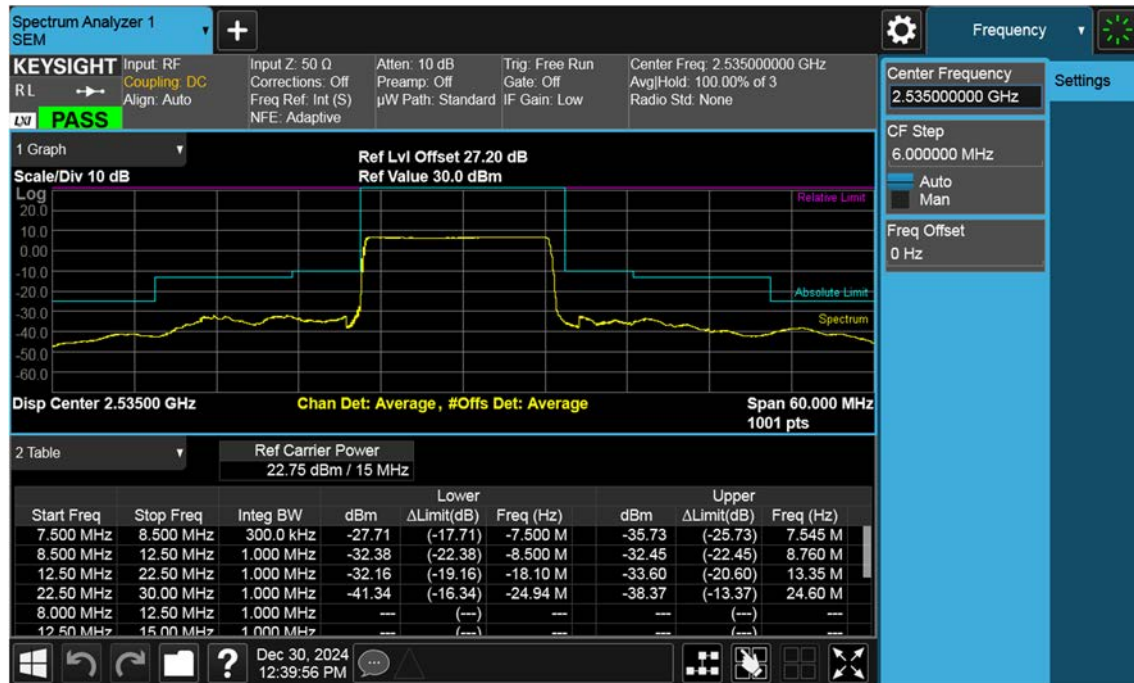 Spectrum Analyzer 1
SEM
+
Frequency
KEYSIGHT
RL
LXI PASS
Input: RF
Coupling: DC
Align: Auto
Input Z: 50 Ω
Corrections: Off
Freq Ref: Int (S)
NFE: Adaptive
Atten: 10 dB
Preamp: Off
µW Path: Standard
Trig: Free Run
Gate: Off
IF Gain: Low
Center Freq: 2.535000000 GHz
Avg|Hold: 100.00% of 3
Radio Std: None
Center Frequency
2.535000000 GHz
Settings
CF Step
6.000000 MHz
Auto
Man
Freq Offset
0 Hz
1 Graph
Ref Lvl Offset 27.20 dB
Scale/Div 10 dB
Ref Value 30.0 dBm
Log
Relative Limit
20.0
10.0
0.00
-10.0
-20.0
Absolute Limit
-30.0
Spectrum
-40.0
-50.0
-60.0
Disp Center 2.53500 GHz
Chan Det: Average, #Offs Det: Average
Span 60.000 MHz
1001 pts
2 Table
Ref Carrier Power
22.75 dBm / 15 MHz
Lower Upper
Start Freq Stop Freq Integ BW dBm ΔLimit(dB) Freq (Hz) dBm ΔLimit(dB) Freq (Hz)
7.500 MHz 8.500 MHz 300.0 kHz -27.71 (-17.71) -7.500 M -35.73 (-25.73) 7.545 M
8.500 MHz 12.50 MHz 1.000 MHz -32.38 (-22.38) -8.500 M -32.45 (-22.45) 8.760 M
12.50 MHz 22.50 MHz 1.000 MHz -32.16 (-19.16) -18.10 M -33.60 (-20.60) 13.35 M
22.50 MHz 30.00 MHz 1.000 MHz -41.34 (-16.34) -24.94 M -38.37 (-13.37) 24.60 M
8.000 MHz 12.50 MHz 1.000 MHz --- (---) --- --- (---) ---
12.50 MHz 15.00 MHz 1.000 MHz --- (---) --- --- (---) ---
?
Dec 30, 2024
12:39:56 PM